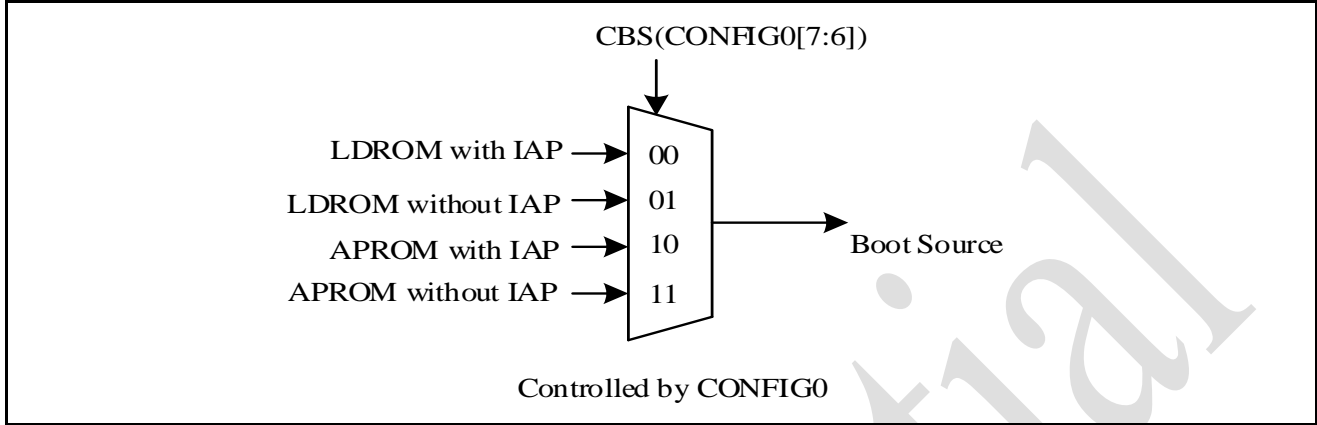 CBS(CONFIG0[7:6])
LDROM with IAP
00
LDROM without IAP
01
APROM with IAP
10
APROM without IAP
11
Boot Source
Controlled by CONFIG0
tial